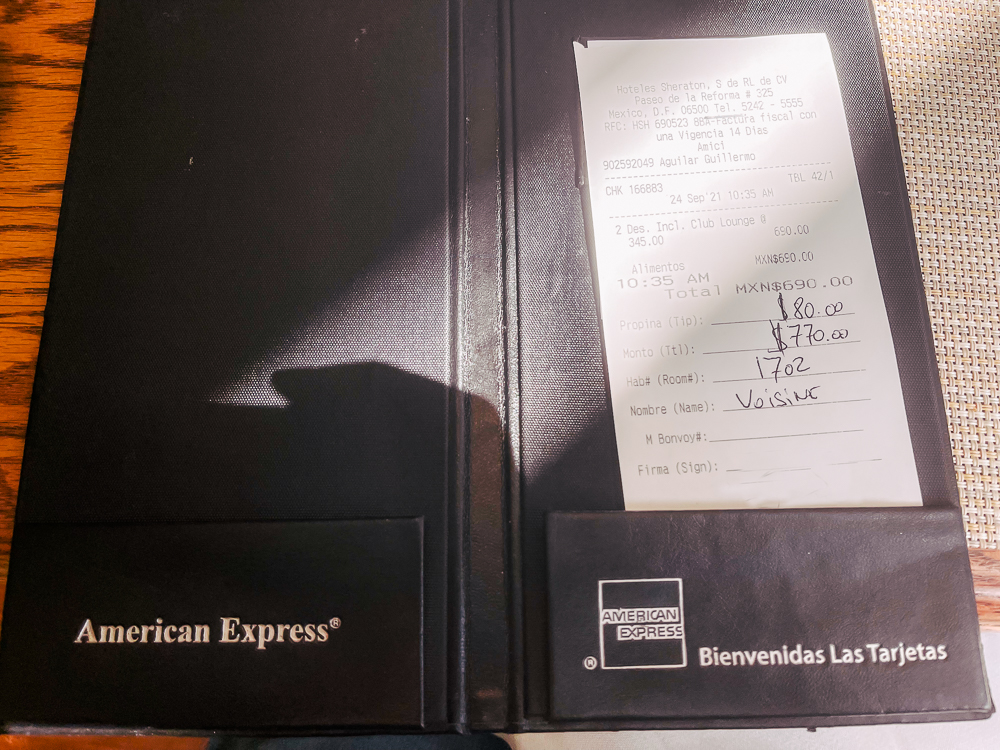 Hoteles Sheraton, S de RL de CV
Paseo de la Reforma # 325
Mexico, D.F. 06500 Tel. 5242 - 5555
RFC: HSH 690523 8BA-Factura fiscal con
una Vigencia 14 Dias
Amici
902592049 Aguilar Guillermo
CHK 166883 TBL 42/1
24 Sep'21 10:35 AM
2 Des. Incl. Club Lounge @
345.00 690.00
Alimentos MXN$690.00
10:35 AM
Total MXN$690.00
Propina (Tip): $80.00
Monto (Ttl): $770.00
Hab# (Room#): 1702
Nombre (Name): Voisine
M Bonvoy#:
Firma (Sign):
American Express®
AMERICAN
EXPRESS
®
Bienvenidas Las Tarjetas